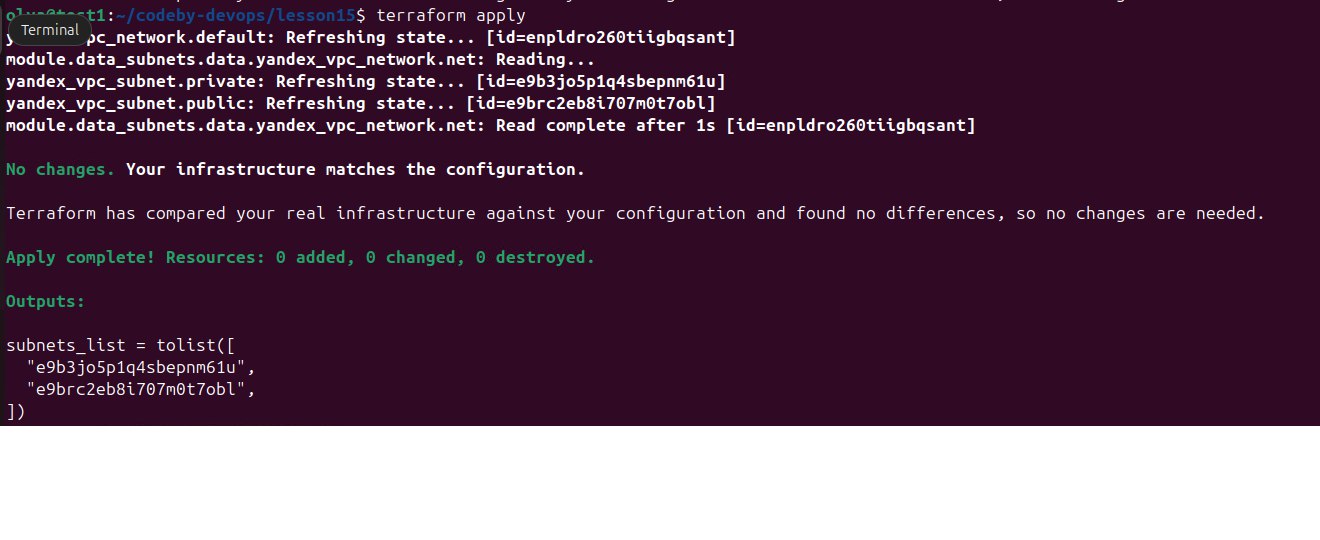 :~/codeby-devops/lesson15$ terraform apply
Terminal
pc_network.default: Refreshing state... [id=enpldro260tiigbqsant]
module.data_subnets.data.yandex_vpc_network.net: Reading...
yandex_vpc_subnet.private: Refreshing state... [id=e9b3jo5p1q4sbepnm61u]
yandex_vpc_subnet.public: Refreshing state... [id=e9brc2eb8i707m0t7obl]
module.data_subnets.data.yandex_vpc_network.net: Read complete after 1s [id=enpldro260tiigbqsant]
No changes. Your infrastructure matches the configuration.
Terraform has compared your real infrastructure against your configuration and found no differences, so no changes are needed.
Apply complete! Resources: 0 added, 0 changed, 0 destroyed.
Outputs:
subnets_list = tolist([
"e9b3jo5p1q4sbepnm61u",
"e9brc2eb8i707m0t7obl",
])